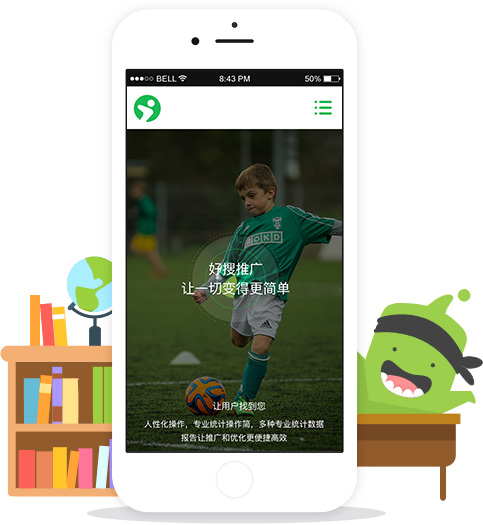 BELL 8:43 PM 50%
OKD
好搜推广
让一切变得更简单
让用户找到您
人性化操作,专业统计操作简,多种专业统计数据
报告让推广和优化更便捷高效